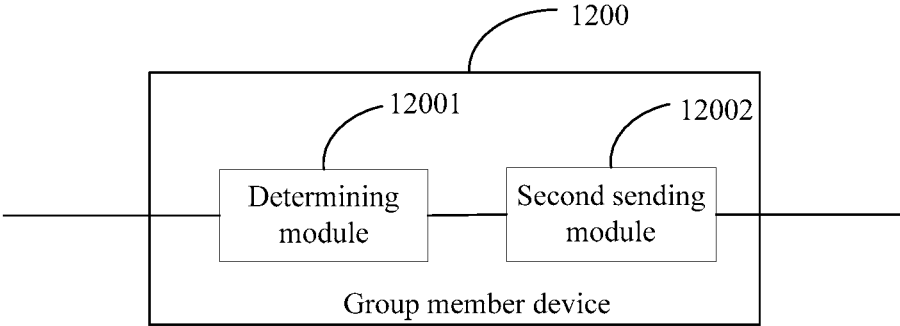 1200
12001
12002
Determining
module
Second sending
module
Group member device